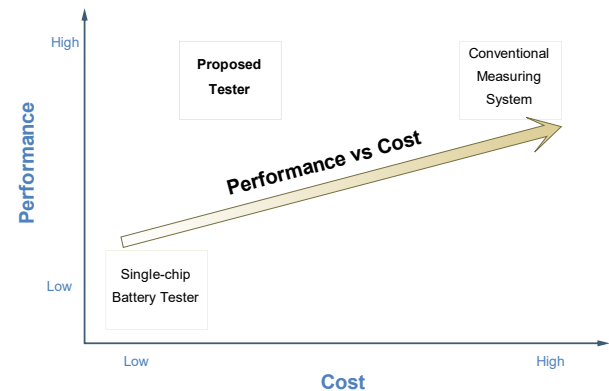 High
Proposed
Tester
Conventional
Measuring
System
Performance
Performance vs Cost
Low
Single-chip
Battery Tester
Low
High
Cost